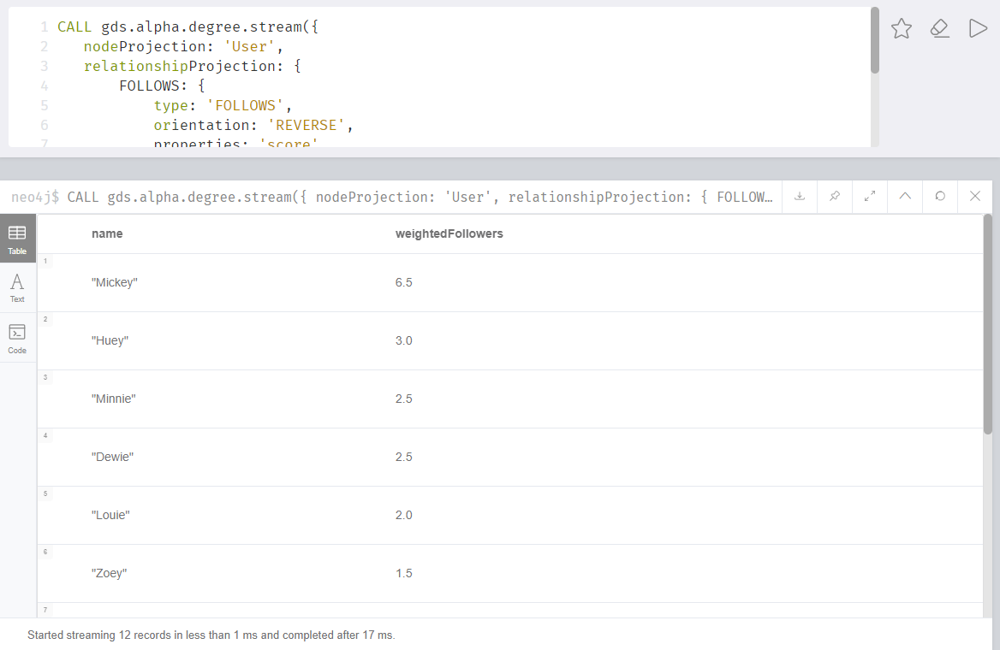 1 CALL gds.alpha.degree.stream({
2 nodeProjection: 'User',
3 relationshipProjection: {
4 FOLLOWS: {
5 type: 'FOLLOWS',
6 orientation: 'REVERSE',
7 properties: 'score'
neo4j$ CALL gds.alpha.degree.stream({ nodeProjection: 'User', relationshipProjection: { FOLLOW…
Table
Text
Code
name weightedFollowers
1
"Mickey" 6.5
2
"Huey" 3.0
3
"Minnie" 2.5
4
"Dewie" 2.5
5
"Louie" 2.0
6
"Zoey" 1.5
7
Started streaming 12 records in less than 1 ms and completed after 17 ms.